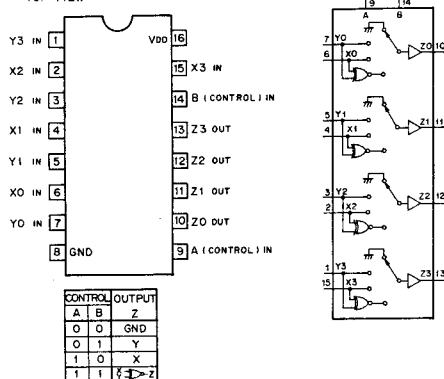 Y3 IN 1
X2 IN 2
Y2 IN 3
X1 IN 4
Y1 IN 5
X0 IN 6
Y0 IN 7
8 GND
VDD 16
15 X3 IN
14 B (CONTROL) IN
13 Z3 OUT
12 Z2 OUT
11 Z1 OUT
10 Z0 OUT
9 A (CONTROL) IN
CONTROL OUTPUT
A B Z
0 0 GND
0 1 Y
1 0 X
1 1
9 14
A B
7 Y0
6 X0
Z0 10
5 Y1
4 X1
Z1 11
3 Y2
2 X2
Z2 12
1 Y3
15 X3
Z3 13